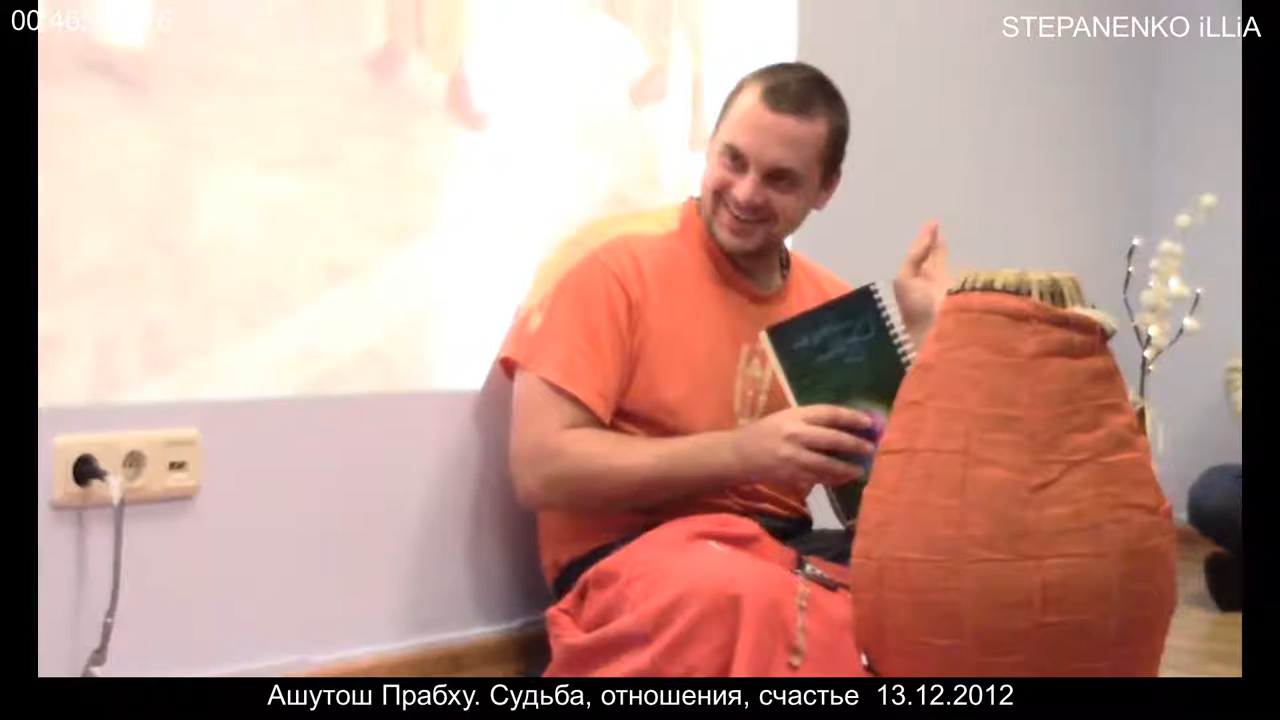 STEPANENKO iLLiA
Ашутош Прабху. Судьба, отношения, счастье 13.12.2012